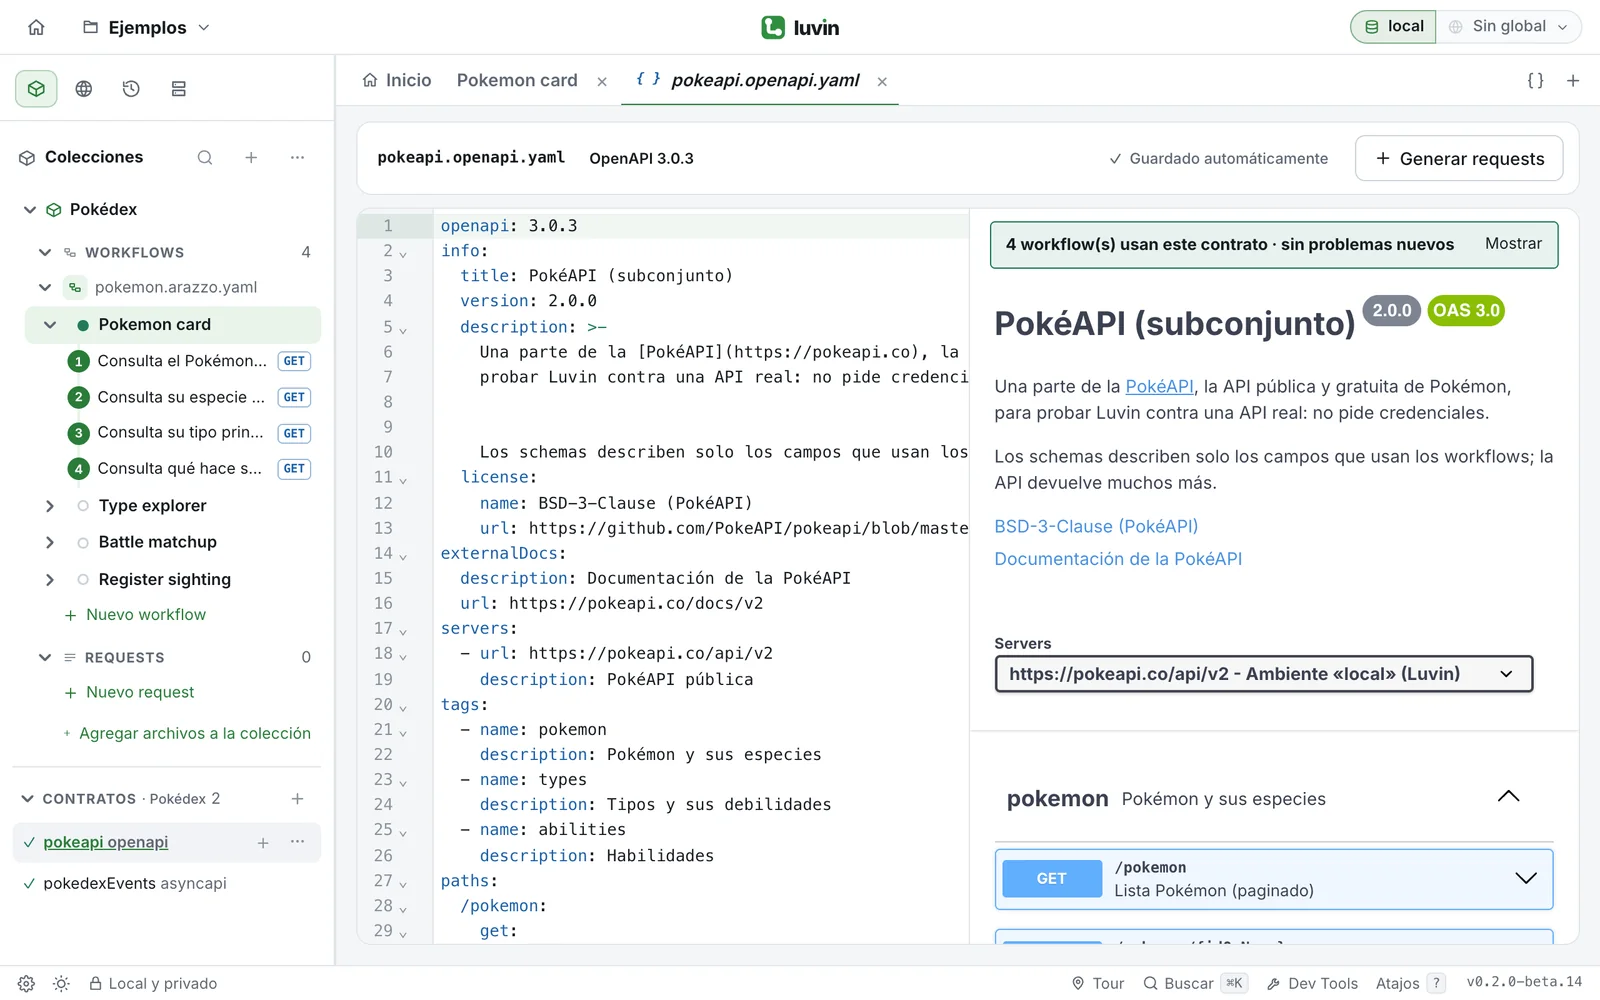 Ejemplos
luvin
local
Sin global
Inicio
Pokemon card
{ } pokeapi.openapi.yaml
{}
Colecciones
Pokédex
WORKFLOWS 4
pokemon.arazzo.yaml
Pokemon card
1 Consulta el Pokémon... GET
2 Consulta su especie ... GET
3 Consulta su tipo prin... GET
4 Consulta qué hace s... GET
Type explorer
Battle matchup
Register sighting
+ Nuevo workflow
REQUESTS 0
+ Nuevo request
+ Agregar archivos a la colección
CONTRATOS · Pokédex 2
pokeapi openapi
pokedexEvents asyncapi
pokeapi.openapi.yaml OpenAPI 3.0.3
✓ Guardado automáticamente
+ Generar requests
1 openapi: 3.0.3
2 info:
3 title: PokéAPI (subconjunto)
4 version: 2.0.0
5 description: >-
6 Una parte de la [PokéAPI](https://pokeapi.co), la
7 probar Luvin contra una API real: no pide credenci
8
9
10 Los schemas describen solo los campos que usan los
11 license:
12 name: BSD-3-Clause (PokéAPI)
13 url: https://github.com/PokeAPI/pokeapi/blob/master
14 externalDocs:
15 description: Documentación de la PokéAPI
16 url: https://pokeapi.co/docs/v2
17 servers:
18 - url: https://pokeapi.co/api/v2
19 description: PokéAPI pública
20 tags:
21 - name: pokemon
22 description: Pokémon y sus especies
23 - name: types
24 description: Tipos y sus debilidades
25 - name: abilities
26 description: Habilidades
27 paths:
28 /pokemon:
29 get:
4 workflow(s) usan este contrato · sin problemas nuevos Mostrar
PokéAPI (subconjunto) 2.0.0 OAS 3.0
Una parte de la PokéAPI, la API pública y gratuita de Pokémon,
para probar Luvin contra una API real: no pide credenciales.
Los schemas describen solo los campos que usan los workflows; la
API devuelve muchos más.
BSD-3-Clause (PokéAPI)
Documentación de la PokéAPI
Servers
https://pokeapi.co/api/v2 - Ambiente «local» (Luvin)
pokemon Pokémon y sus especies
GET /pokemon
Lista Pokémon (paginado)
Local y privado
Tour
Buscar ⌘K
Dev Tools
Atajos ?
v0.2.0-beta.14